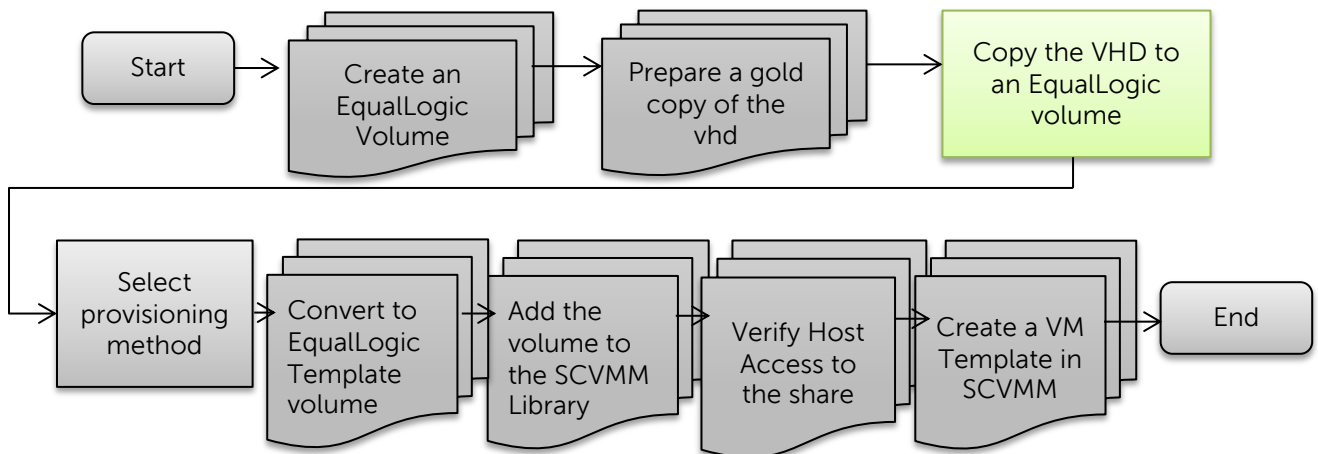 Start
Create an
EqualLogic
Volume
Prepare a gold
copy of the
vhd
Copy the VHD to
an EqualLogic
volume
Select
provisioning
method
Convert to
EqualLogic
Template
volume
Add the
volume to
the SCVMM
Library
Verify Host
Access to
the share
Create a VM
Template in
SCVMM
End